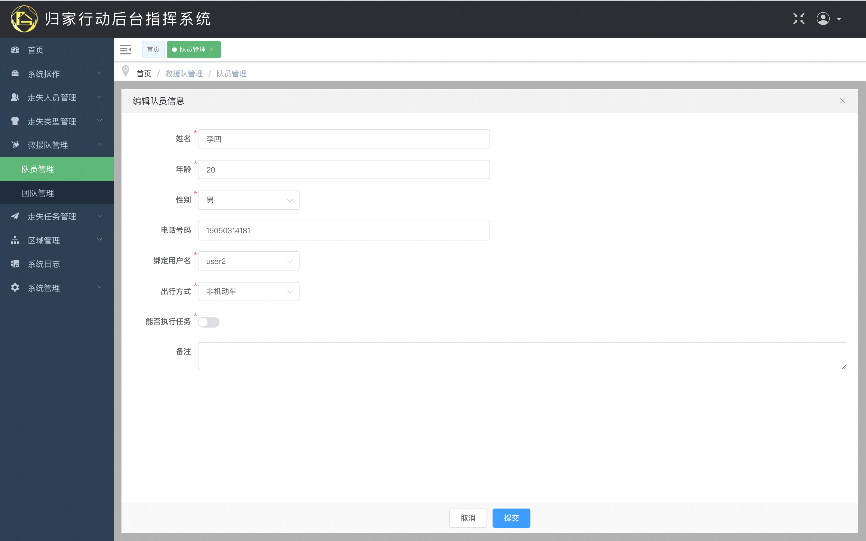 归家行动后台指挥系统
首页
系统操作
走失人员管理
走失类型管理
救援队管理
队员管理
团队管理
走失任务管理
区域管理
系统日志
系统管理
首页
队员管理 ×
首页 / 救援队管理 / 队员管理
编辑队员信息
姓名 * 李四
年龄 * 20
性别 * 男
电话号码 15050314181
绑定用户名 * user2
出行方式 * 非机动车
能否执行任务 *
备注
取消
提交